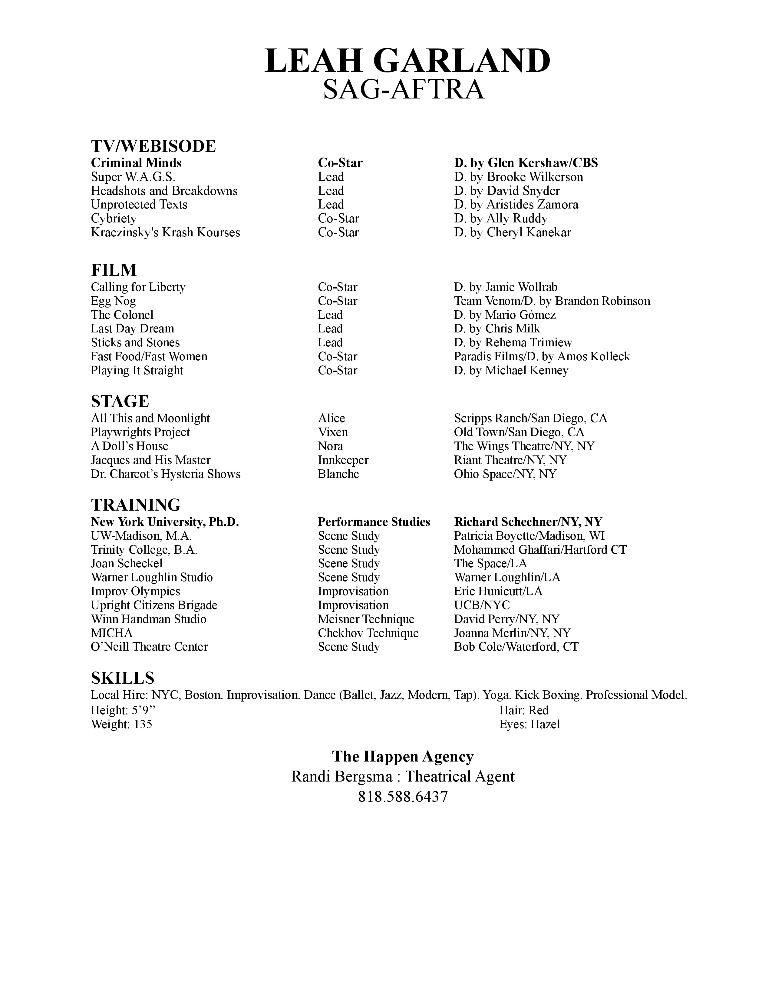 LEAH GARLAND
SAG-AFTRA
TV/WEBISODE
Criminal Minds Co-Star D. by Glen Kershaw/CBS
Super W.A.G.S. Lead D. by Brooke Wilkerson
Headshots and Breakdowns Lead D. by David Snyder
Unprotected Texts Lead D. by Aristides Zamora
Cybriety Co-Star D. by Ally Ruddy
Kraczinsky's Krash Kourses Co-Star D. by Cheryl Kanekar
FILM
Calling for Liberty Co-Star D. by Jamie Wollrab
Egg Nog Co-Star Team Venom/D. by Brandon Robinson
The Colonel Lead D. by Mario Gómez
Last Day Dream Lead D. by Chris Milk
Sticks and Stones Lead D. by Rehema Trimiew
Fast Food/Fast Women Co-Star Paradis Films/D. by Amos Kolleck
Playing It Straight Co-Star D. by Michael Kenney
STAGE
All This and Moonlight Alice Scripps Ranch/San Diego, CA
Playwrights Project Vixen Old Town/San Diego, CA
A Doll's House Nora The Wings Theatre/NY, NY
Jacques and His Master Innkeeper Riant Theatre/NY, NY
Dr. Charcot's Hysteria Shows Blanche Ohio Space/NY, NY
TRAINING
New York University, Ph.D. Performance Studies Richard Schechner/NY, NY
UW-Madison, M.A. Scene Study Patricia Boyette/Madison, WI
Trinity College, B.A. Scene Study Mohammed Ghaffari/Hartford CT
Joan Scheckel Scene Study The Space/LA
Warner Loughlin Studio Scene Study Warner Loughlin/LA
Improv Olympics Improvisation Eric Hunicutt/LA
Upright Citizens Brigade Improvisation UCB/NYC
Winn Handman Studio Meisner Technique David Perry/NY, NY
MICHA Chekhov Technique Joanna Merlin/NY, NY
O'Neill Theatre Center Scene Study Bob Cole/Waterford, CT
SKILLS
Local Hire: NYC, Boston. Improvisation. Dance (Ballet, Jazz, Modern, Tap). Yoga. Kick Boxing. Professional Model.
Height: 5'9" Hair: Red
Weight: 135 Eyes: Hazel
The Happen Agency
Randi Bergsma : Theatrical Agent
818.588.6437